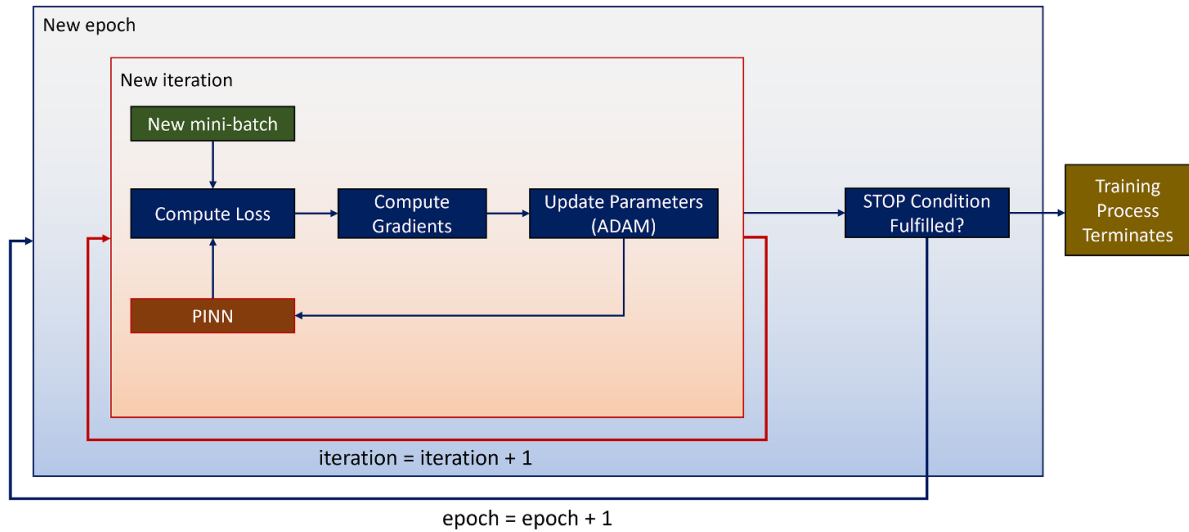 New epoch
New iteration
New mini-batch
Compute Loss
Compute
Gradients
Update Parameters
(ADAM)
STOP Condition
Fulfilled?
Training
Process
Terminates
PINN
iteration = iteration + 1
epoch = epoch + 1